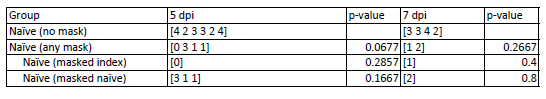 Group 5 dpi p-value 7 dpi p-value
Naïve (no mask) [4 2 3 3 2 4] [3 3 4 2]
Naïve (any mask) [0 3 1 1] 0.0677 [1 2] 0.2667
Naïve (masked index) [0] 0.2857 [1] 0.4
Naïve (masked naïve) [3 1 1] 0.1667 [2] 0.8